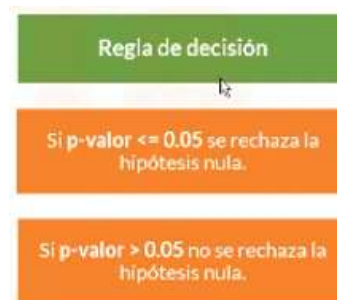 Regla de decisión
Si p-valor <= 0.05 se rechaza la
hipótesis nula.
Si p-valor > 0.05 no se rechaza la
hipótesis nula.